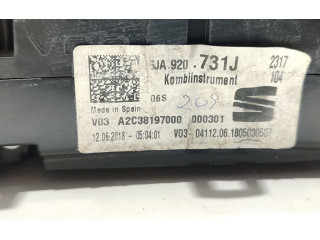 JA 920 731J
2317
Kombiinstrument
104
06S
209
Made in Spain
V03 A2C38197000 000301
12.06.2018 - 05:04:01
V03-04112.06.1805030507